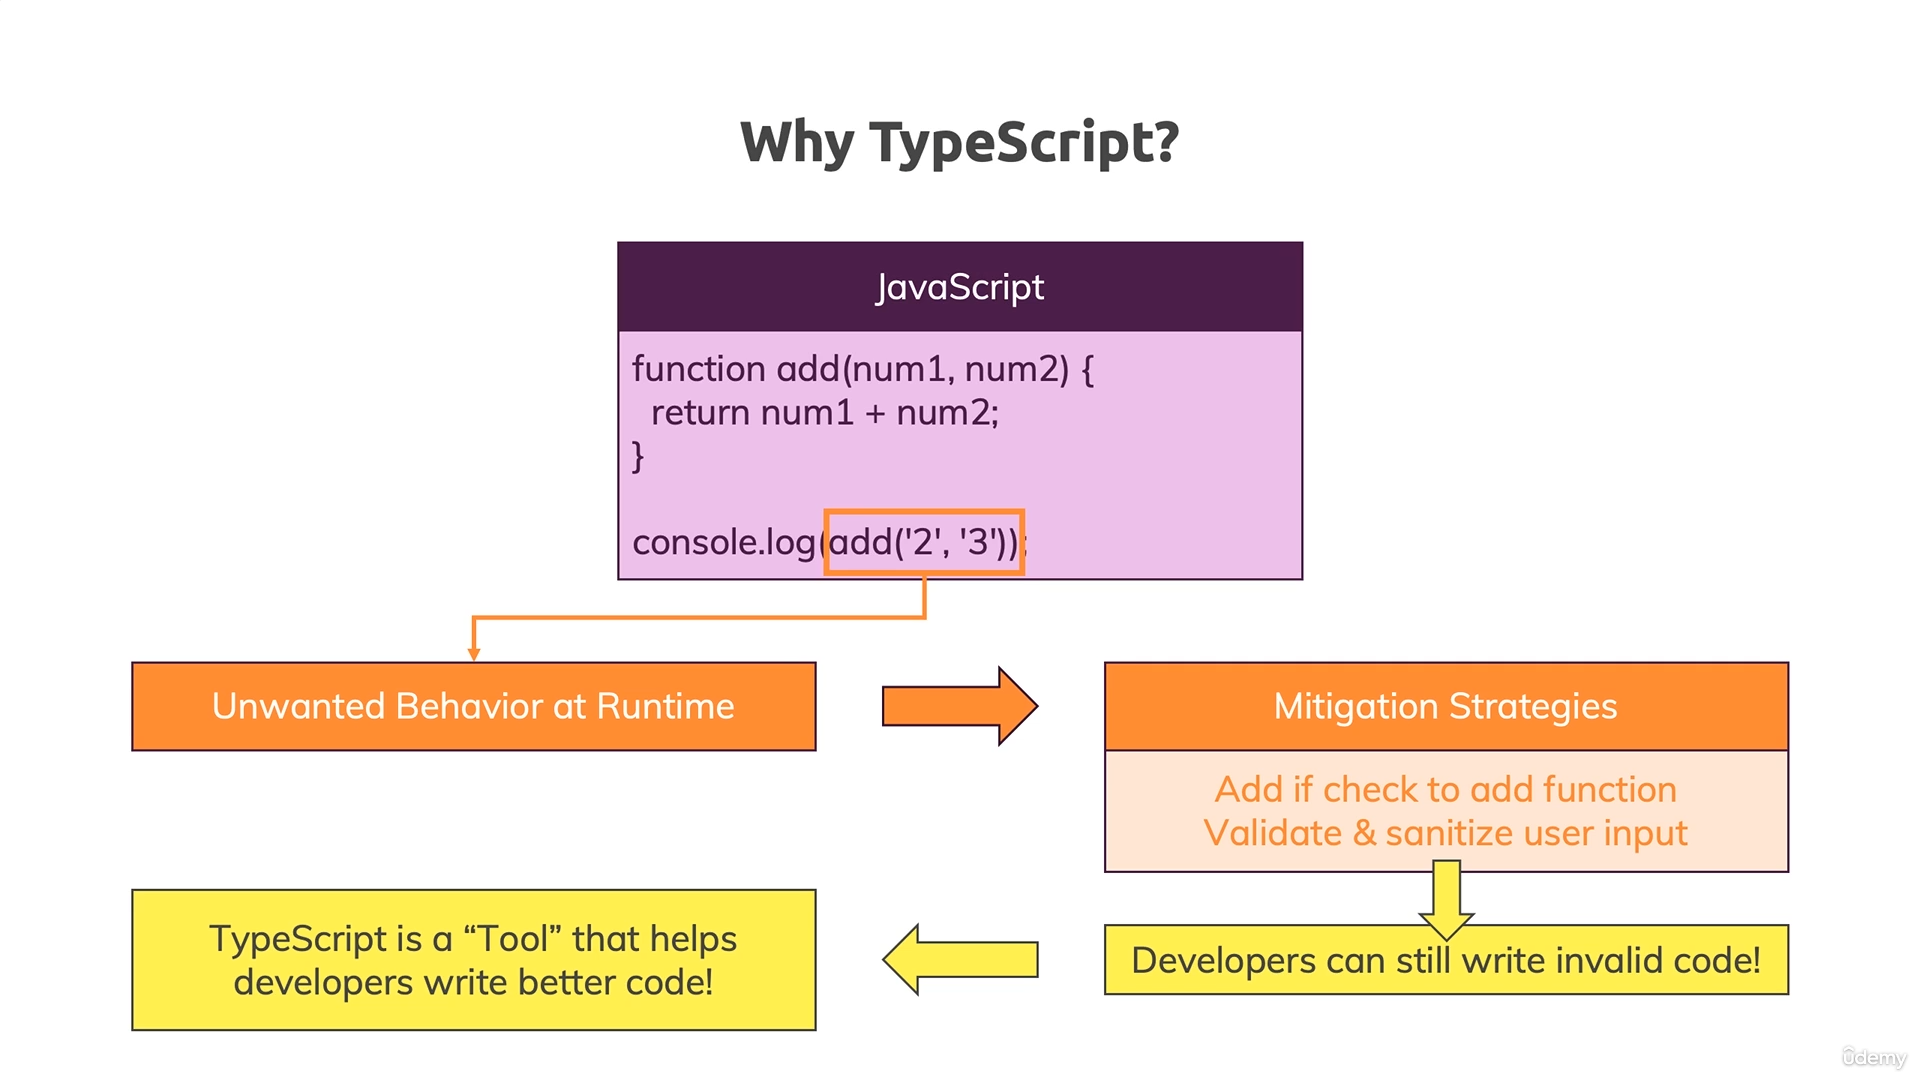 Why TypeScript?
JavaScript
function add(num1, num2) {
return num1 + num2;
}
console.log(add('2', '3'));
Unwanted Behavior at Runtime
Mitigation Strategies
Add if check to add function
Validate & sanitize user input
Developers can still write invalid code!
TypeScript is a “Tool” that helps
developers write better code!
ûdemy